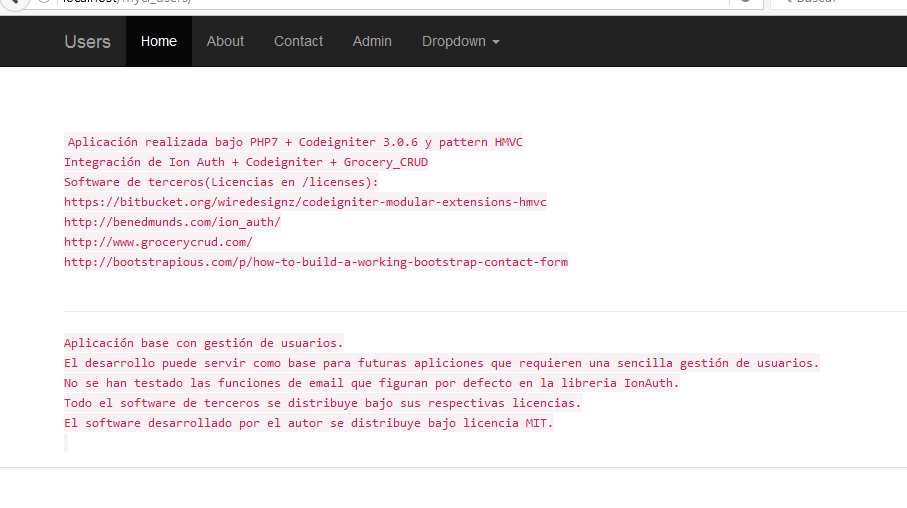 Users Home About Contact Admin Dropdown
Aplicación realizada bajo PHP7 + Codeigniter 3.0.6 y pattern HMVC
Integración de Ion Auth + Codeigniter + Grocery_CRUD
Software de terceros(Licencias en /licenses):
https://bitbucket.org/wiredesignz/codeigniter-modular-extensions-hmvc
http://benedmunds.com/ion_auth/
http://www.grocerycrud.com/
http://bootstrapious.com/p/how-to-build-a-working-bootstrap-contact-form
Aplicación base con gestión de usuarios.
El desarrollo puede servir como base para futuras apliciones que requieren una sencilla gestión de usuarios.
No se han testado las funciones de email que figuran por defecto en la libreria IonAuth.
Todo el software de terceros se distribuye bajo sus respectivas licencias.
El software desarrollado por el autor se distribuye bajo licencia MIT.